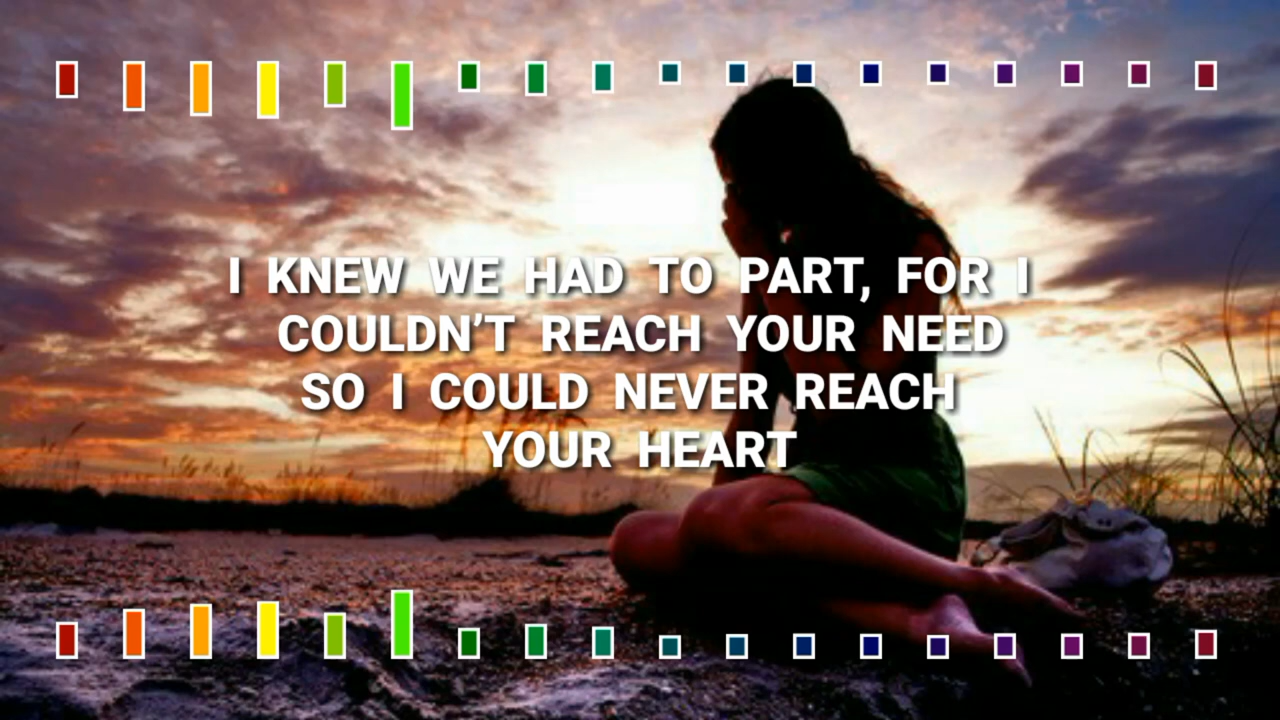 I KNEW WE HAD TO PART, FOR I
COULDN’T REACH YOUR NEED
SO I COULD NEVER REACH
YOUR HEART